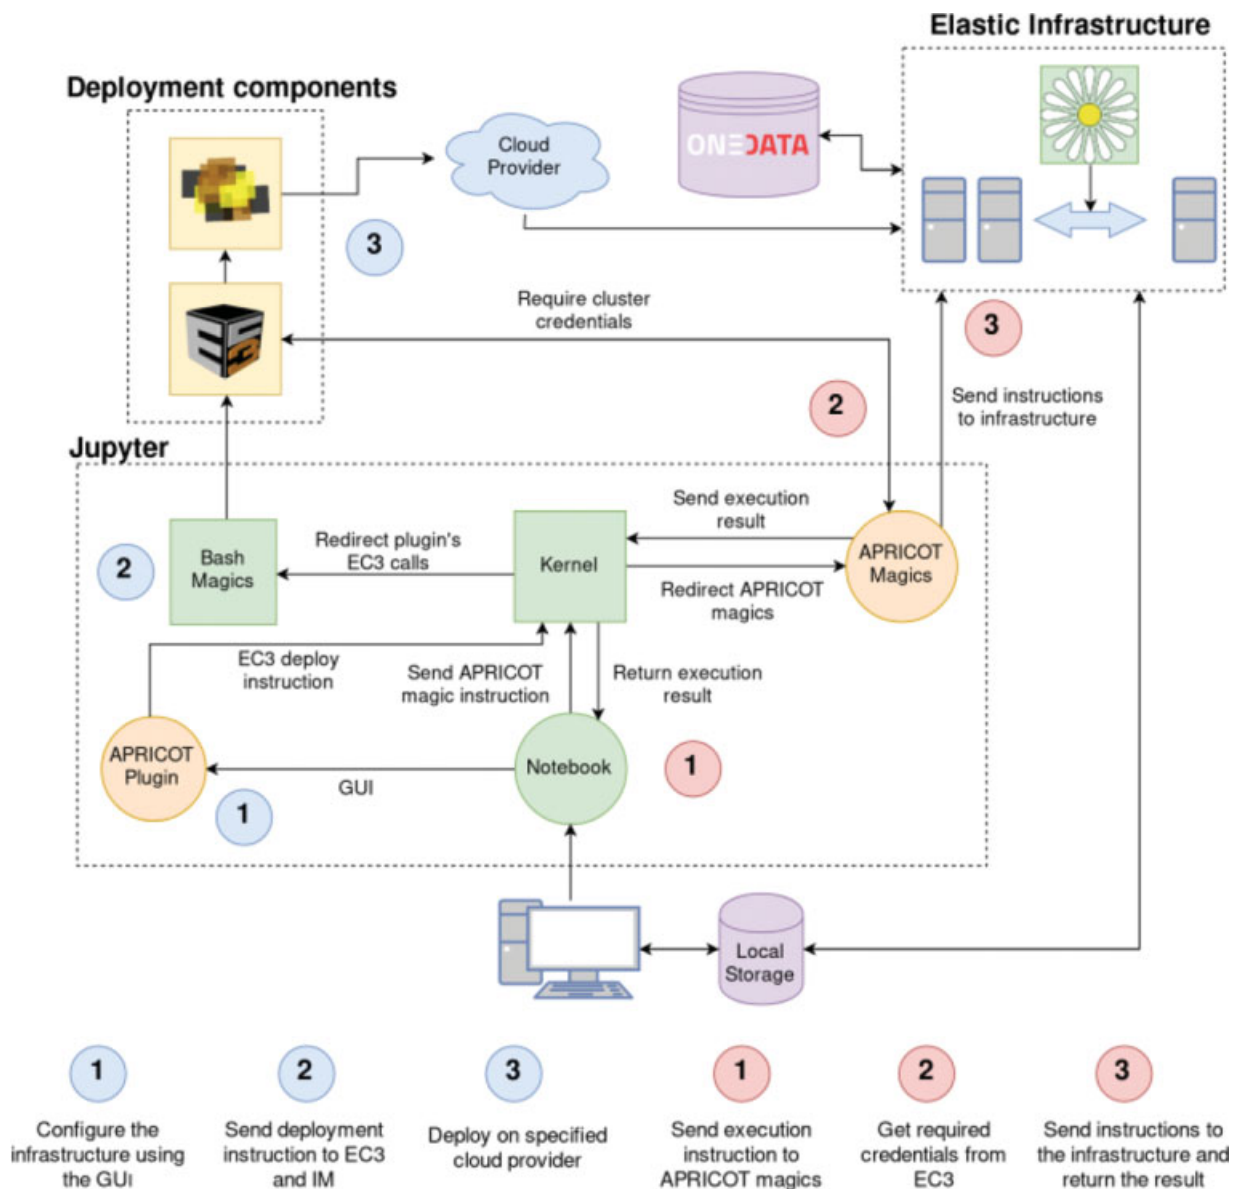 Elastic Infrastructure
Deployment components
Cloud
Provider
ONEDATA
3
Require cluster
credentials
3
2
Send instructions
to infrastructure
Jupyter
Send execution
result
Redirect plugin's
EC3 calls
Bash
Magics
Kernel
APRICOT
Magics
2
Redirect APRICOT
magics
EC3 deploy
instruction
Send APRICOT
magic instruction
Return execution
result
APRICOT
Plugin
GUI
Notebook
1
1
Local
Storage
1
2
3
1
2
3
Configure the
infrastructure using
the GUI
Send deployment
instruction to EC3
and IM
Deploy on specified
cloud provider
Send execution
instruction to
APRICOT magics
Get required
credentials from
EC3
Send instructions to
the infrastructure and
return the result